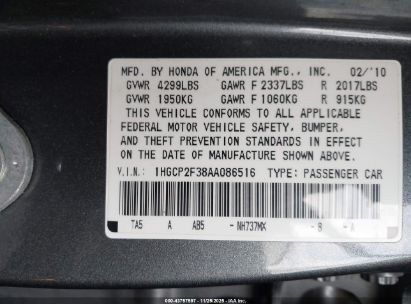 MFD. BY HONDA OF AMERICA MFG., INC. 02/'10
GVWR 4299LBS GAWR F 2337LBS R 2017LBS
GVWR 1950KG GAWR F 1060KG R 915KG
THIS VEHICLE CONFORMS TO ALL APPLICABLE
FEDERAL MOTOR VEHICLE SAFETY, BUMPER,
AND THEFT PREVENTION STANDARDS IN EFFECT
ON THE DATE OF MANUFACTURE SHOWN ABOVE.
V.I.N: 1HGCP2F38AA086516 TYPE: PASSENGER CAR
TA5 A AB5 -NH737MX -B -A